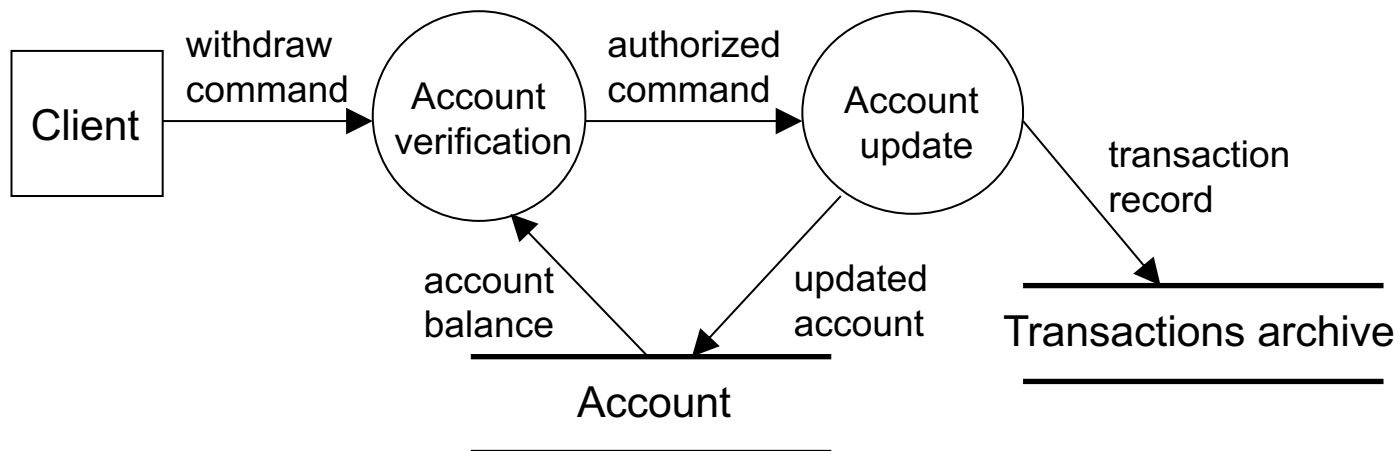 withdraw
command
authorized
command
Client
Account
verification
Account
update
transaction
record
account
balance
updated
account
Transactions archive
Account